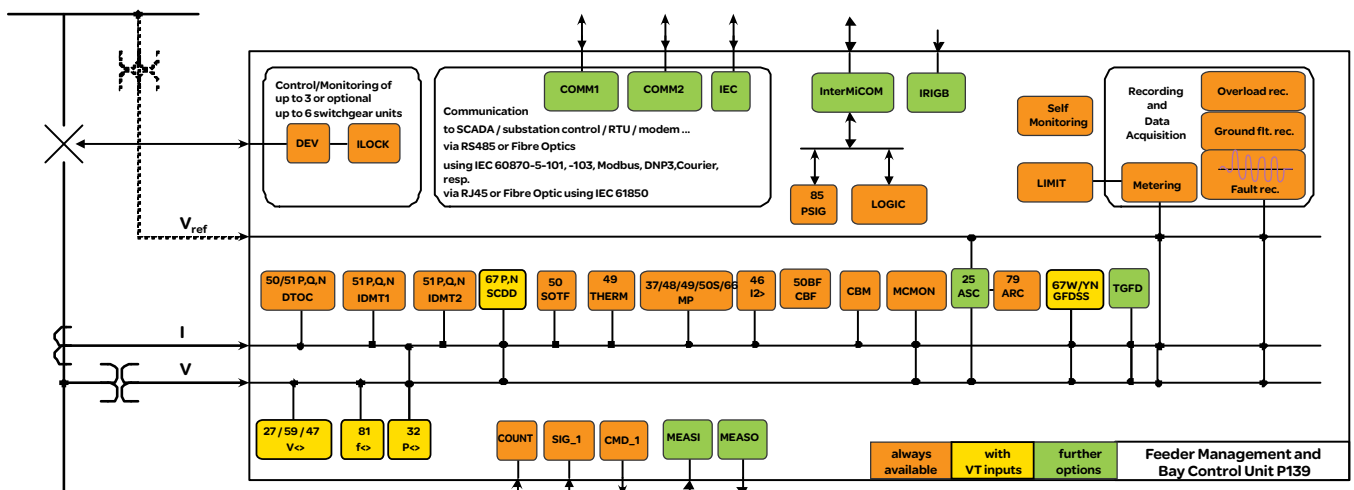 Control/Monitoring of
up to 3 or optional
up to 6 switchgear units
DEV
ILOCK
COMM1
COMM2
IEC
Communication
to SCADA / substation control / RTU / modem ...
via RS485 or Fibre Optics
using IEC 60870-5-101, -103, Modbus, DNP3,Courier,
resp.
via RJ45 or Fibre Optic using IEC 61850
InterMiCOM
IRIGB
85
PSIG
LOGIC
Self
Monitoring
LIMIT
Recording
and
Data
Acquisition
Metering
Overload rec.
Ground flt. rec.
Fault rec.
Vref
50/51 P,Q,N
DTOC
51 P,Q,N
IDMT1
51 P,Q,N
IDMT2
67 P,N
SCDD
50
SOTF
49
THERM
37/48/49/50S/66
MP
46
I2>
50BF
CBF
CBM
MCMON
25
ASC
79
ARC
67W/YN
GFDSS
TGFD
I
V
27 / 59 / 47
V<>
81
f<>
32
P<>
COUNT
SIG_1
CMD_1
MEASI
MEASO
always
available
with
VT inputs
further
options
Feeder Management and
Bay Control Unit P139